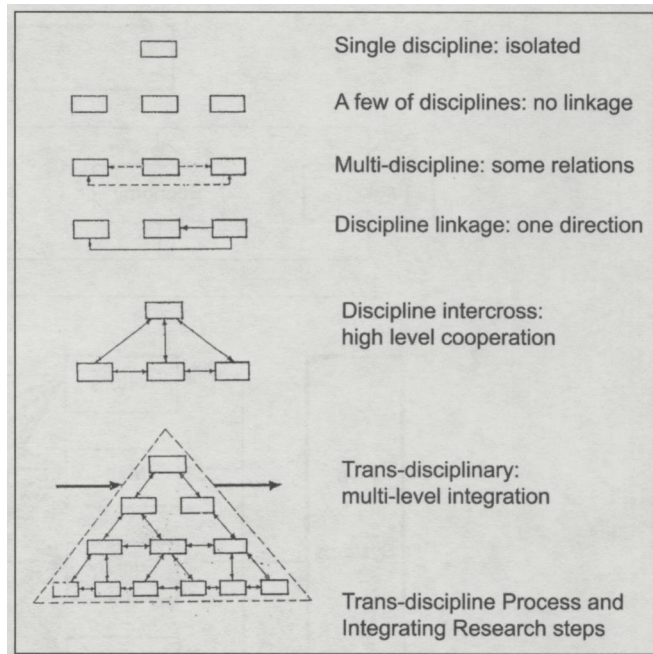 Single discipline: isolated
A few of disciplines: no linkage
Multi-discipline: some relations
Discipline linkage: one direction
Discipline intercross:
high level cooperation
Trans-disciplinary:
multi-level integration
Trans-discipline Process and
Integrating Research steps